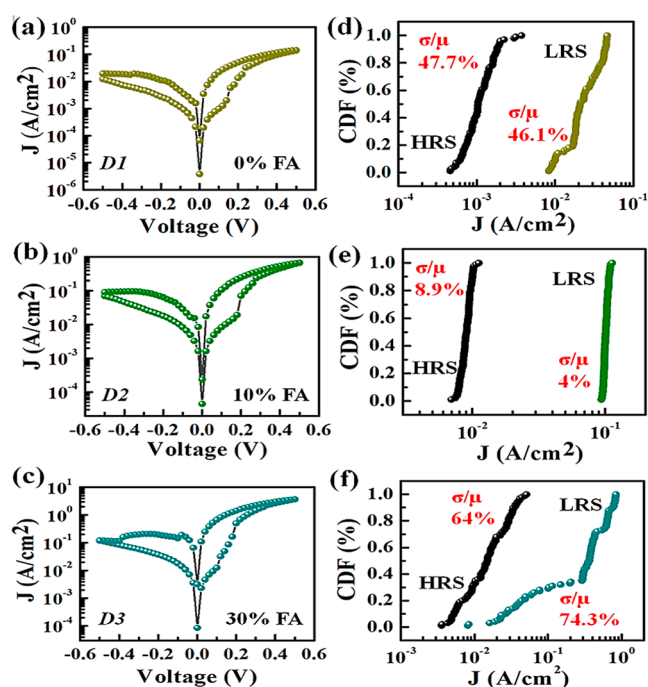 (a)
J (A/cm²)
10⁰
10⁻¹
10⁻²
10⁻³
10⁻⁴
10⁻⁵
10⁻⁶
D1
0% FA
-0.6 -0.4 -0.2 0.0 0.2 0.4 0.6
Voltage (V)
(d)
CDF (%)
1.0
0.8
0.6
0.4
0.2
0.0
σ/μ
47.7%
LRS
σ/μ
46.1%
HRS
10⁻⁴ 10⁻³ 10⁻² 10⁻¹
J (A/cm²)
(b)
J (A/cm²)
10⁰
10⁻¹
10⁻²
10⁻³
10⁻⁴
D2
10% FA
-0.6 -0.4 -0.2 0.0 0.2 0.4 0.6
Voltage (V)
(e)
CDF (%)
1.0
0.8
0.6
0.4
0.2
0.0
σ/μ
8.9%
LRS
σ/μ
4%
HRS
10⁻² 10⁻¹
J (A/cm²)
(c)
J (A/cm²)
10¹
10⁰
10⁻¹
10⁻²
10⁻³
10⁻⁴
D3
30% FA
-0.6 -0.4 -0.2 0.0 0.2 0.4 0.6
Voltage (V)
(f)
CDF (%)
1.0
0.8
0.6
0.4
0.2
0.0
σ/μ
64%
LRS
HRS
σ/μ
74.3%
10⁻³ 10⁻² 10⁻¹ 10⁰ 10¹
J (A/cm²)